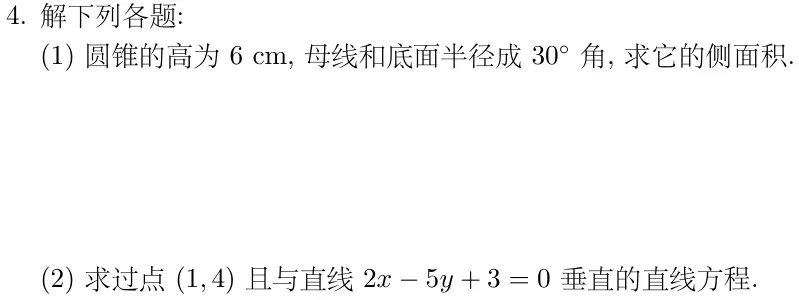 4. 解下列各题:
(1) 圆锥的高为 6 cm, 母线和底面半径成 30° 角, 求它的侧面积.
(2) 求过点 (1, 4) 且与直线 2x − 5y + 3 = 0 垂直的直线方程.